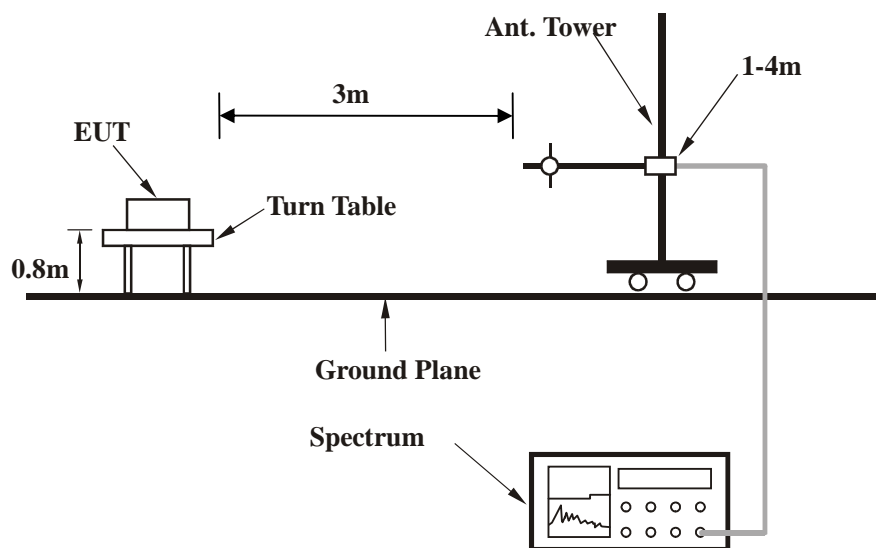 Ant. Tower
1-4m
3m
EUT
Turn Table
0.8m
Ground Plane
Spectrum